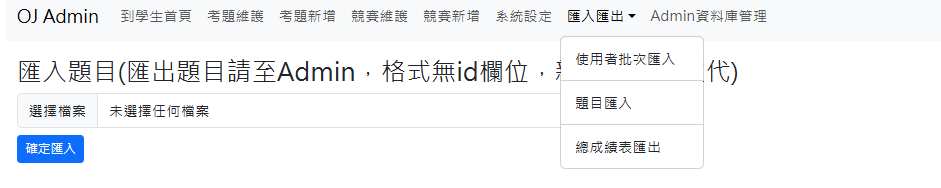 OJ Admin 到學生首頁 考題維護 考題新增 競賽維護 競賽新增 系統設定 匯入匯出 Admin資料庫管理
匯入題目(匯出題目請至Admin，格式無id欄位，代)
選擇檔案 未選擇任何檔案
確定匯入
使用者批次匯入
題目匯入
總成績表匯出